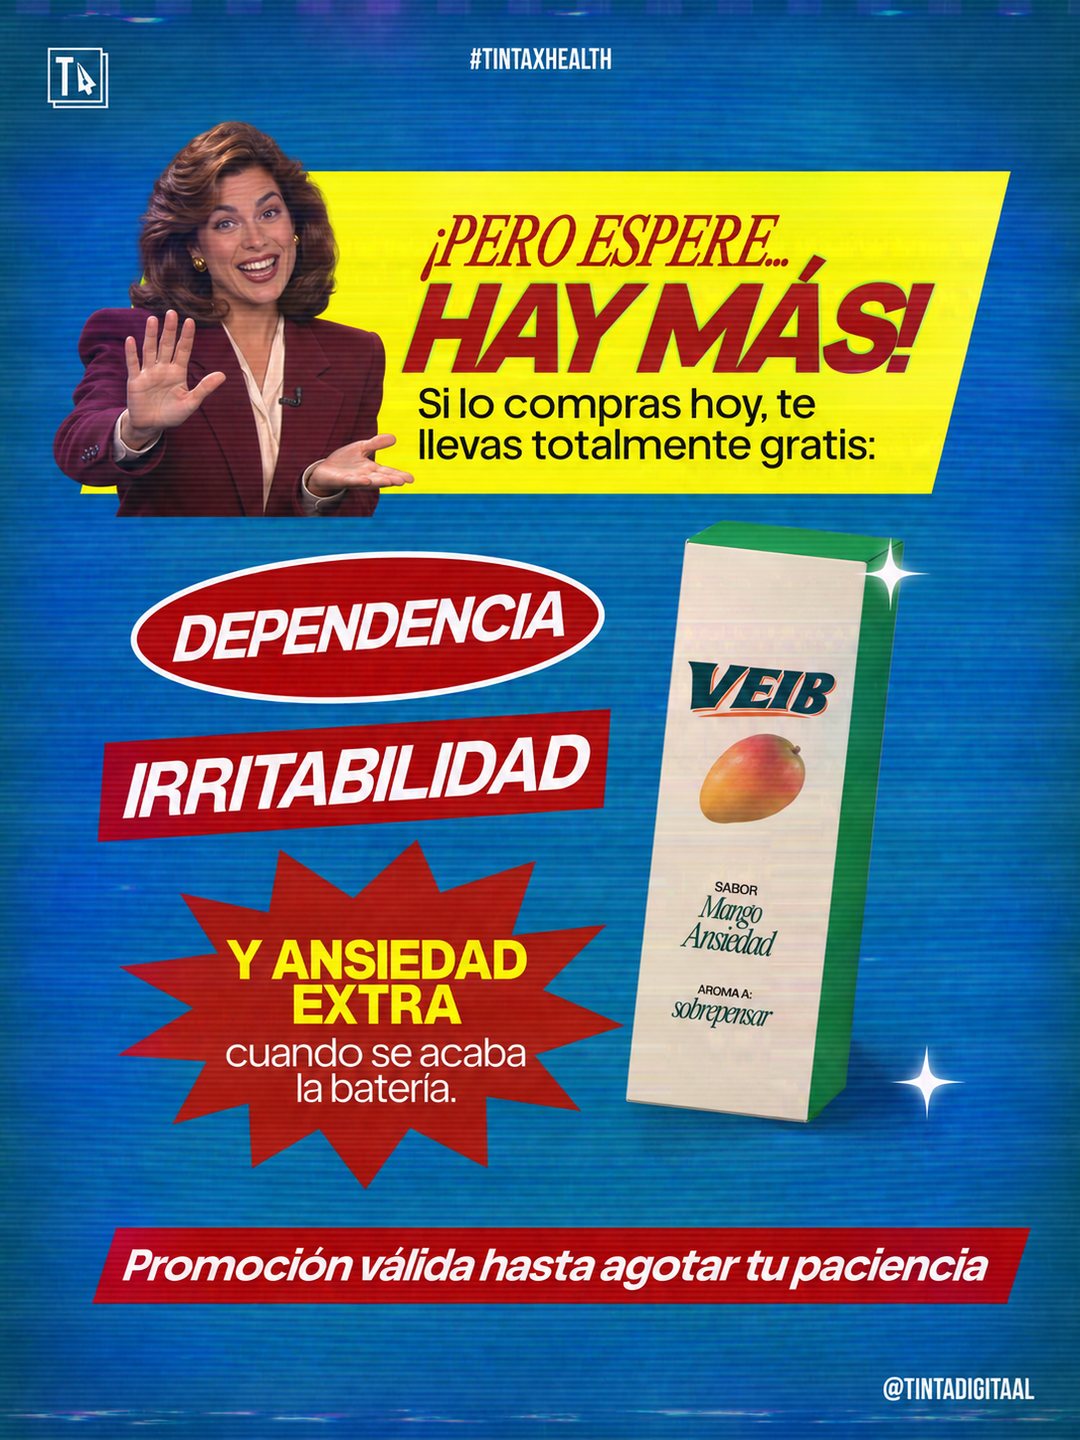 #TINTAXHEALTH
T
¡PERO ESPERE...
HAY MÁS!
Si lo compras hoy, te
llevas totalmente gratis:
DEPENDENCIA
IRRITABILIDAD
Y ANSIEDAD
EXTRA
cuando se acaba
la batería.
VEIB
SABOR
Mango
Ansiedad
AROMA A:
sobrepensar
Promoción válida hasta agotar tu paciencia
@TINTADIGITAAL